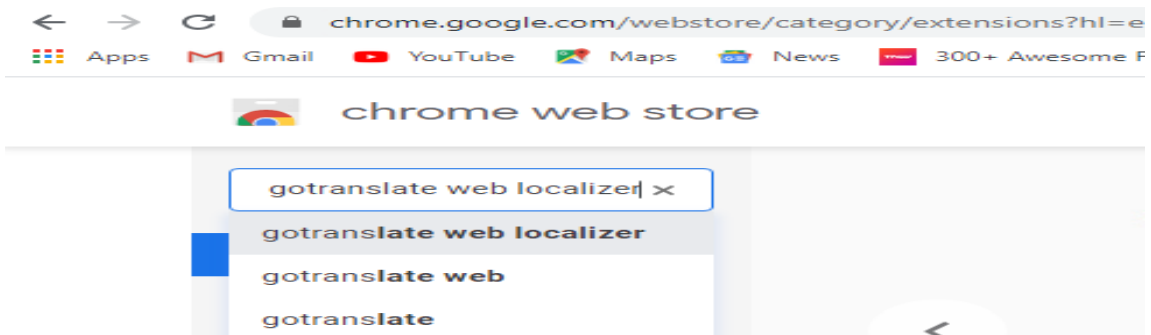 chrome.google.com/webstore/category/extensions?hl=e
Apps Gmail YouTube Maps News 300+ Awesome F
chrome web store
gotranslate web localizer
gotranslate web localizer
gotranslate web
gotranslate